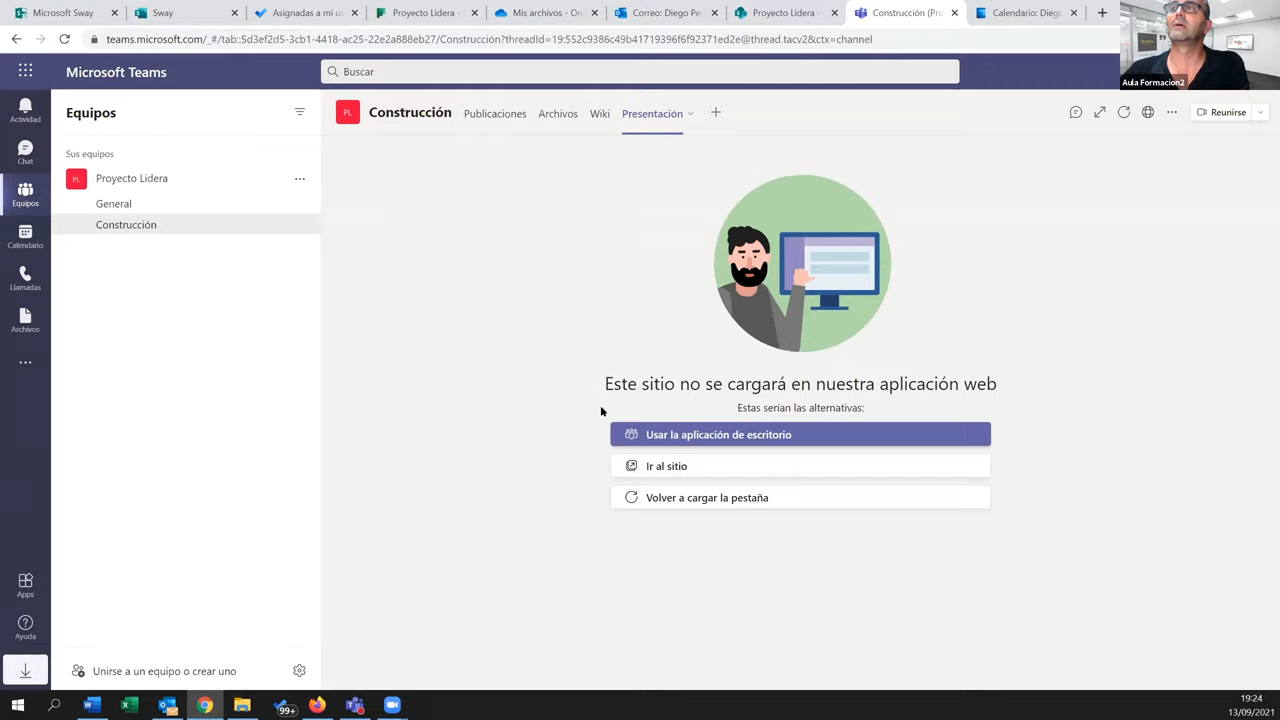 Microsoft Sway
Sway
Asignadas a mi us
Proyecto Lidera -
Mis archivos - On
Correo: Diego Pe
Proyecto Lidera -
Construcción (Pro
Calendario: Dieg
teams.microsoft.com/_#/tab::5d3ef2d5-3cb1-4418-ac25-22e2a888eb27/Construcción?threadId=19:552c9386c49b41719396f6f92371ed2e@thread.tacv2&ctx=channel
Aula Formacion2
Microsoft Teams
Buscar
Actividad
Chat
Equipos
Calendario
Llamadas
Archivos
Apps
Ayuda
Equipos
Sus equipos
PL
Proyecto Lidera
General
Construcción
Unirse a un equipo o crear uno
PL
Construcción
Publicaciones
Archivos
Wiki
Presentación
Reunirse
Este sitio no se cargará en nuestra aplicación web
Estas serían las alternativas:
Usar la aplicación de escritorio
Ir al sitio
Volver a cargar la pestaña
99+
19:24
13/09/2021